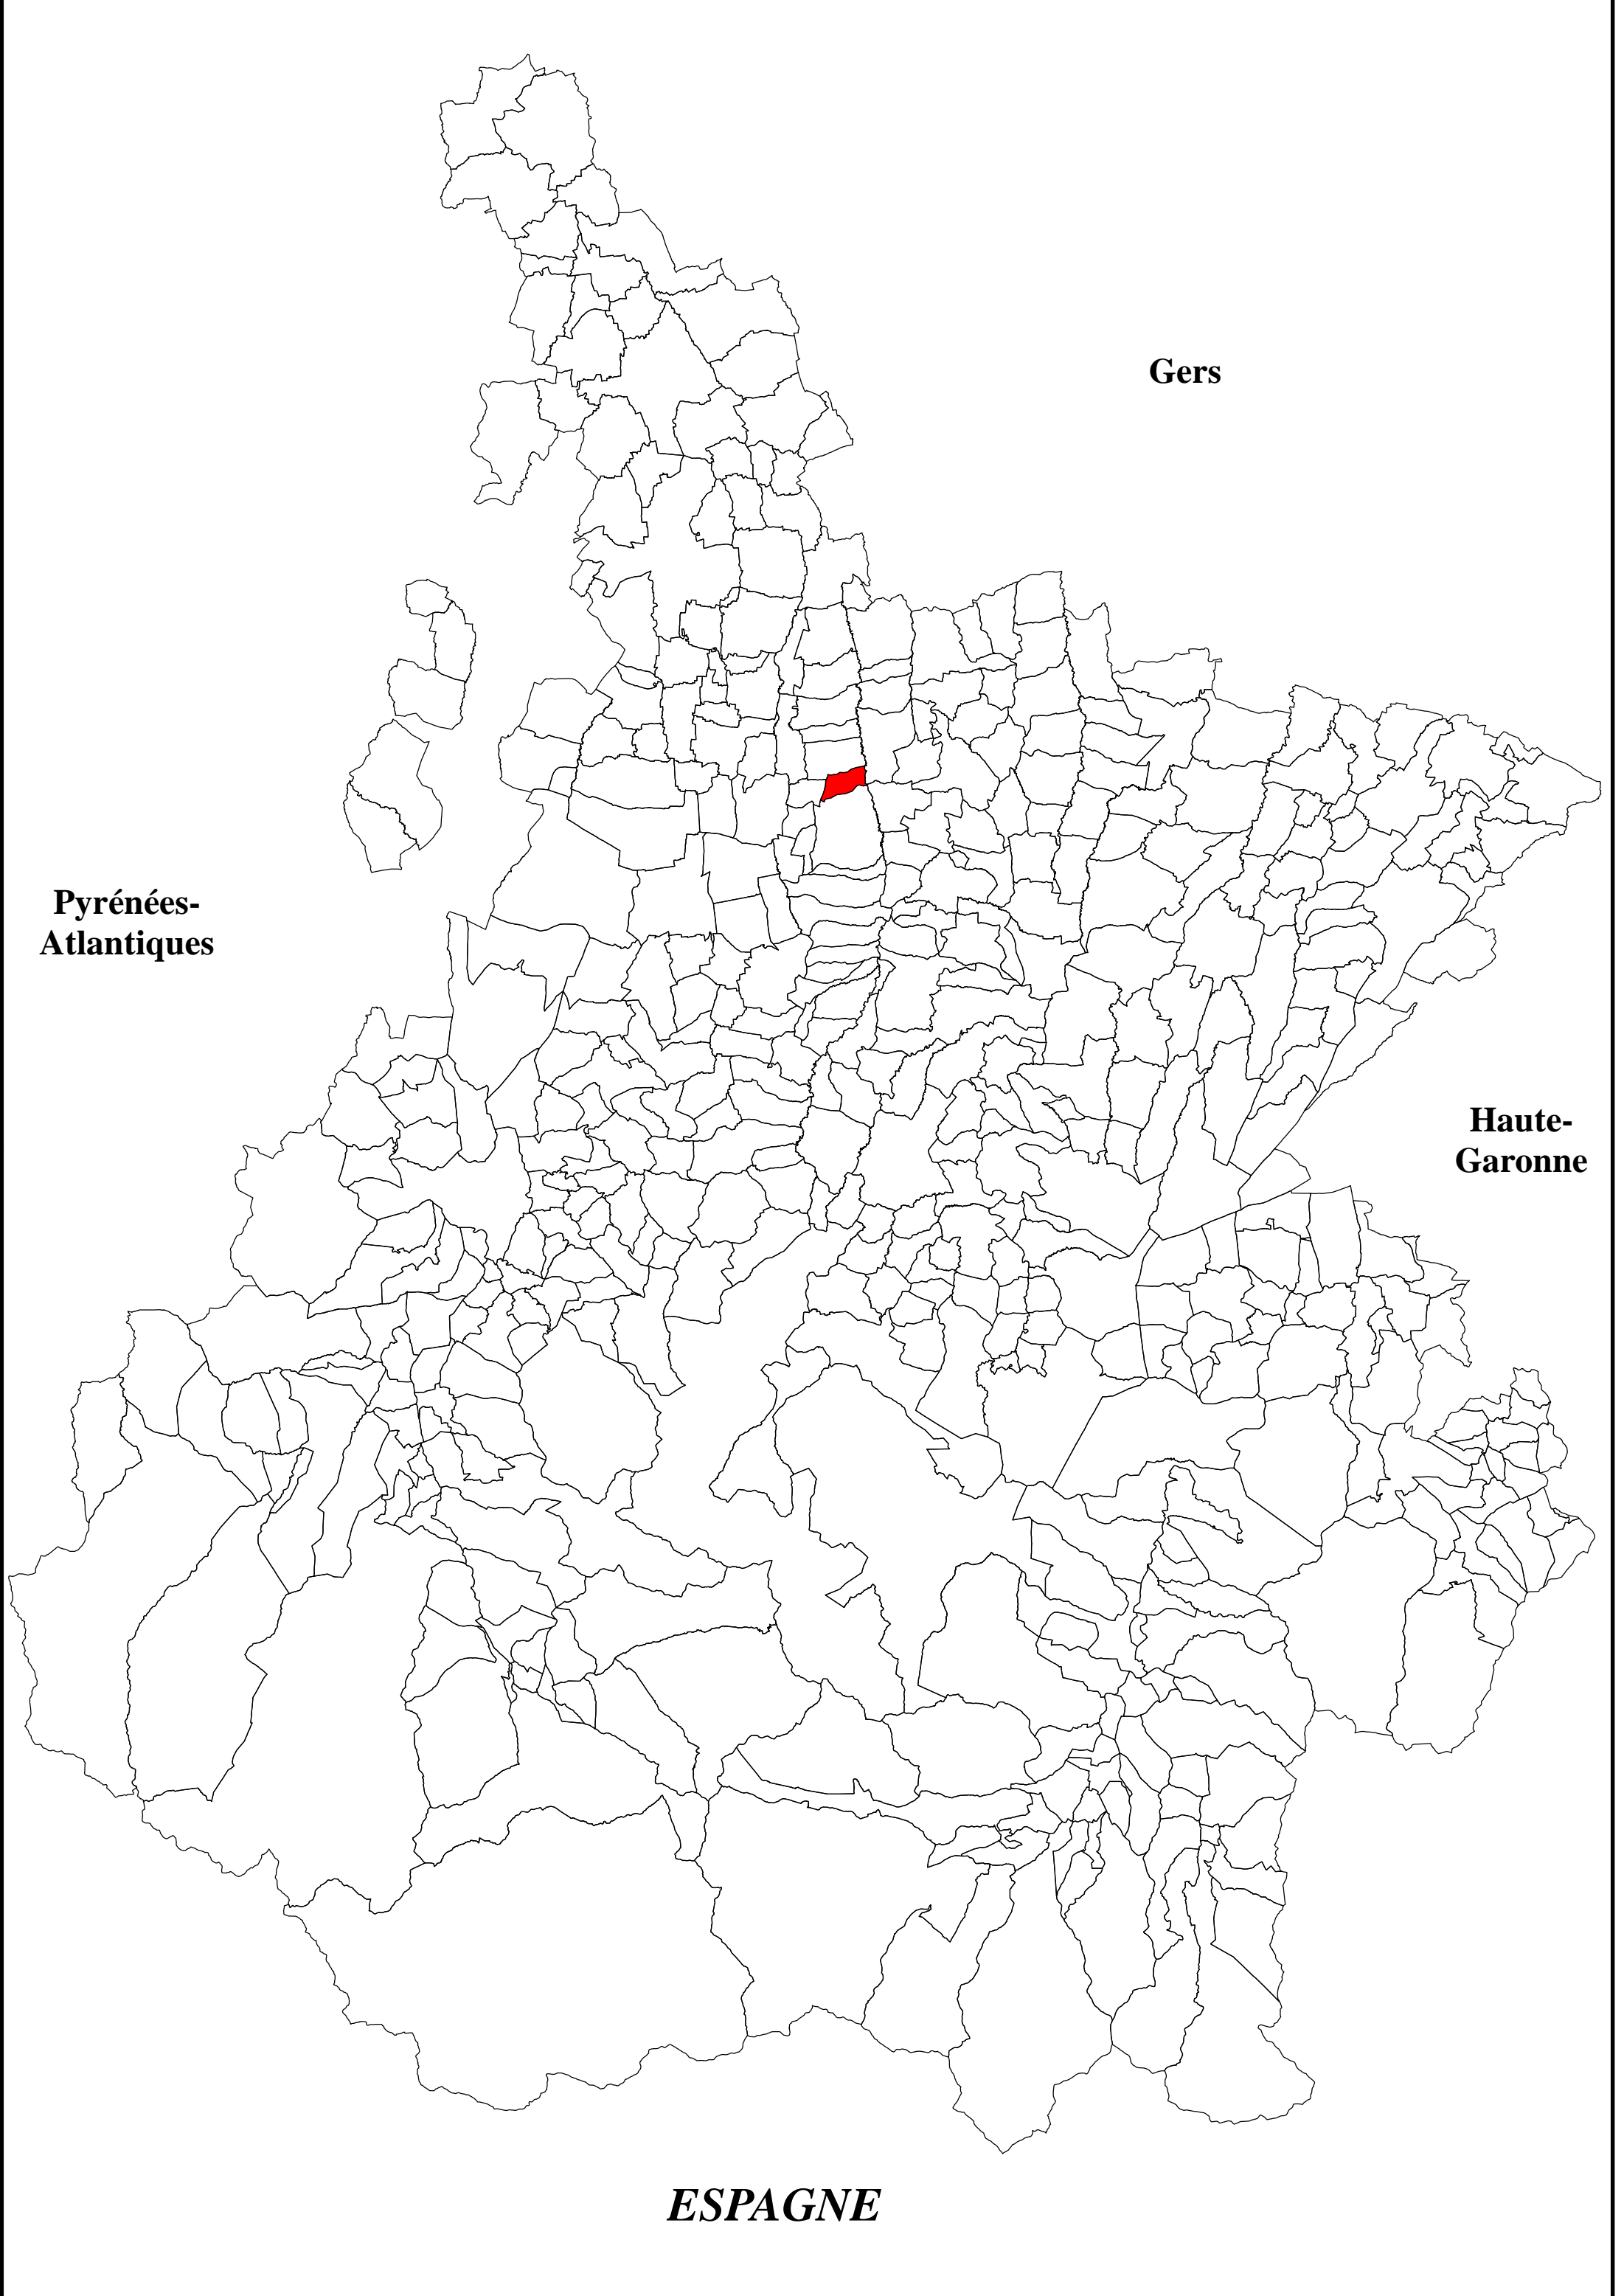 Gers
Pyrénées-
Atlantiques
Haute-
Garonne
ESPAGNE